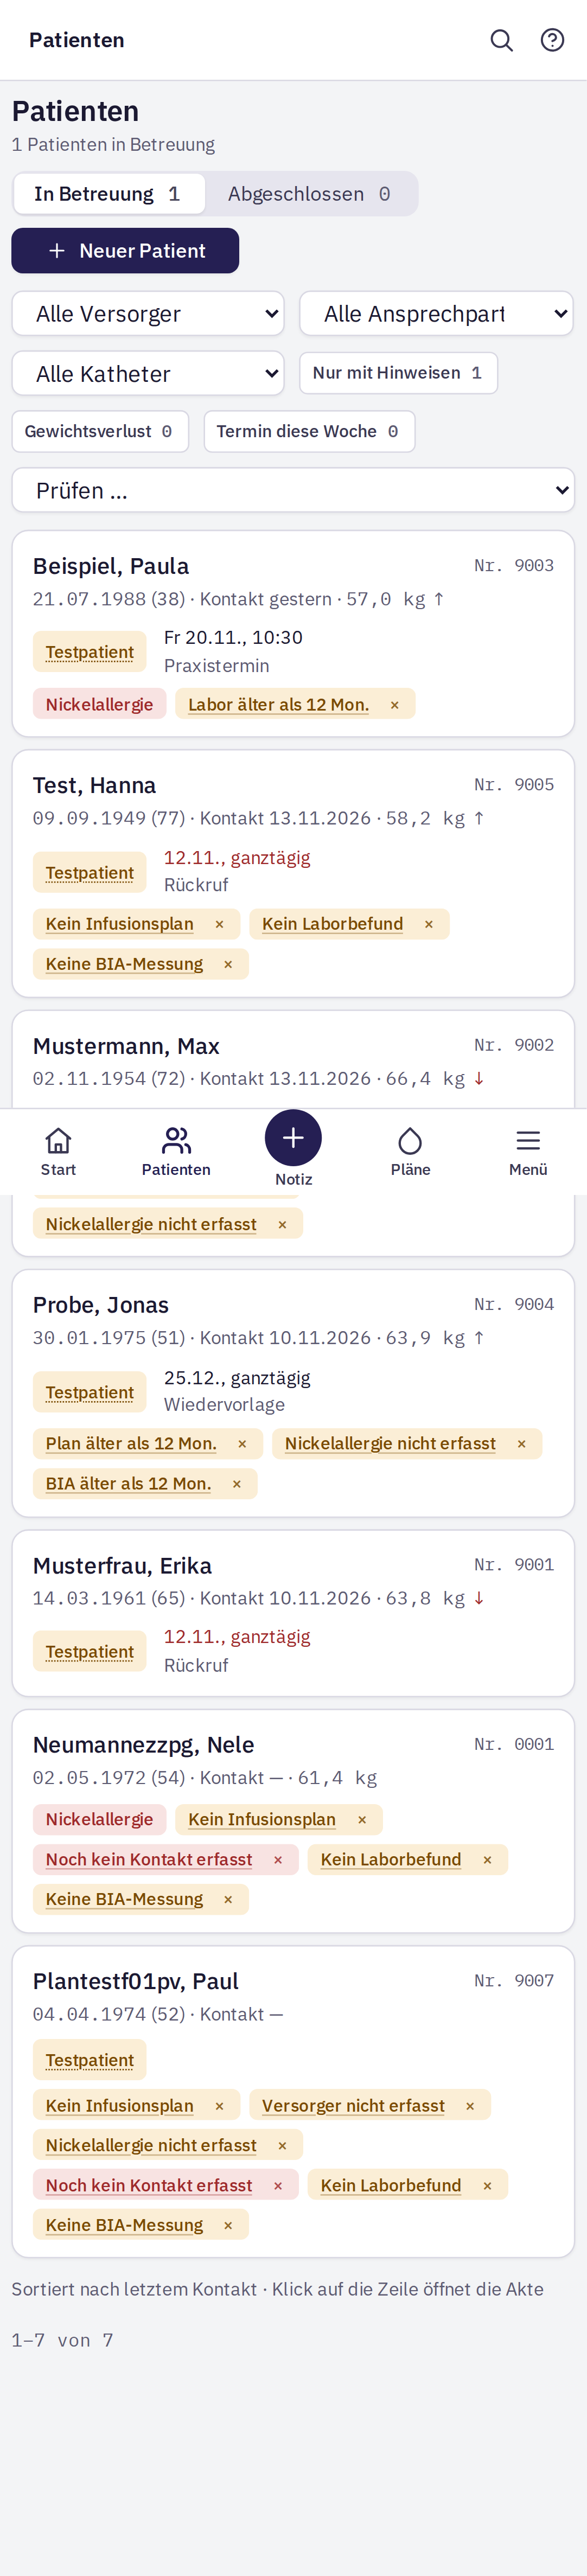 Patienten
Patienten
1 Patienten in Betreuung
In Betreuung 1 Abgeschlossen 0
+ Neuer Patient
Alle Versorger Alle Ansprechpart
Alle Katheter Nur mit Hinweisen 1
Gewichtsverlust 0 Termin diese Woche 0
Prüfen ...
Beispiel, Paula Nr. 9003
21.07.1988 (38) · Kontakt gestern · 57,0 kg ↑
Testpatient Fr 20.11., 10:30
Praxistermin
Nickelallergie Labor älter als 12 Mon. ×
Test, Hanna Nr. 9005
09.09.1949 (77) · Kontakt 13.11.2026 · 58,2 kg ↑
Testpatient 12.11., ganztägig
Rückruf
Kein Infusionsplan × Kein Laborbefund ×
Keine BIA-Messung ×
Mustermann, Max Nr. 9002
02.11.1954 (72) · Kontakt 13.11.2026 · 66,4 kg ↓
Start Patienten Notiz Pläne Menü
Nickelallergie nicht erfasst ×
Probe, Jonas Nr. 9004
30.01.1975 (51) · Kontakt 10.11.2026 · 63,9 kg ↑
Testpatient 25.12., ganztägig
Wiedervorlage
Plan älter als 12 Mon. × Nickelallergie nicht erfasst ×
BIA älter als 12 Mon. ×
Musterfrau, Erika Nr. 9001
14.03.1961 (65) · Kontakt 10.11.2026 · 63,8 kg ↓
Testpatient 12.11., ganztägig
Rückruf
Neumannezzpg, Nele Nr. 0001
02.05.1972 (54) · Kontakt — · 61,4 kg
Nickelallergie Kein Infusionsplan ×
Noch kein Kontakt erfasst × Kein Laborbefund ×
Keine BIA-Messung ×
Plantestf01pv, Paul Nr. 9007
04.04.1974 (52) · Kontakt —
Testpatient
Kein Infusionsplan × Versorger nicht erfasst ×
Nickelallergie nicht erfasst ×
Noch kein Kontakt erfasst × Kein Laborbefund ×
Keine BIA-Messung ×
Sortiert nach letztem Kontakt · Klick auf die Zeile öffnet die Akte
1–7 von 7